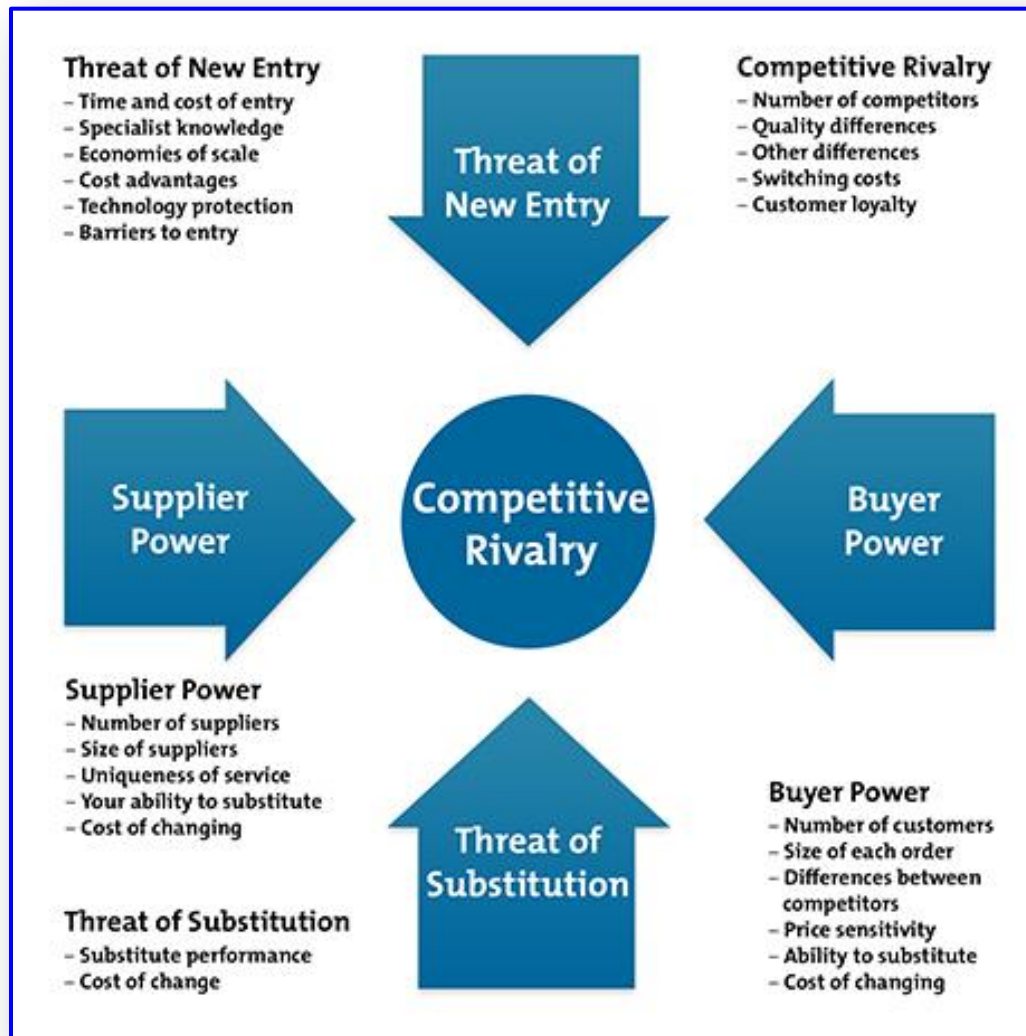 Threat of New Entry
– Time and cost of entry
– Specialist knowledge
– Economies of scale
– Cost advantages
– Technology protection
– Barriers to entry
Threat of
New Entry
Competitive Rivalry
– Number of competitors
– Quality differences
– Other differences
– Switching costs
– Customer loyalty
Supplier
Power
Competitive
Rivalry
Buyer
Power
Supplier Power
– Number of suppliers
– Size of suppliers
– Uniqueness of service
– Your ability to substitute
– Cost of changing
Threat of Substitution
– Substitute performance
– Cost of change
Threat of
Substitution
Buyer Power
– Number of customers
– Size of each order
– Differences between
competitors
– Price sensitivity
– Ability to substitute
– Cost of changing